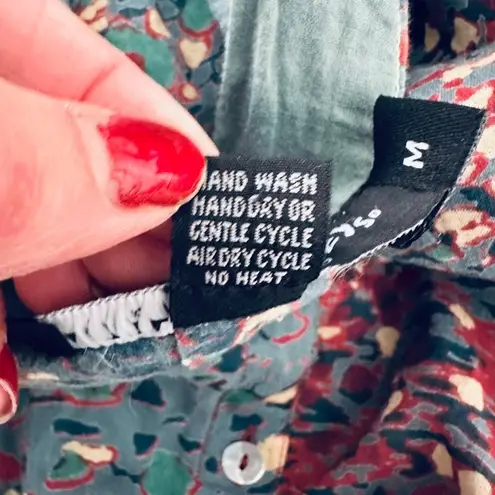 HAND WASH
HAND DRY OR
GENTLE CYCLE
AIR DRY CYCLE
NO HEAT
M